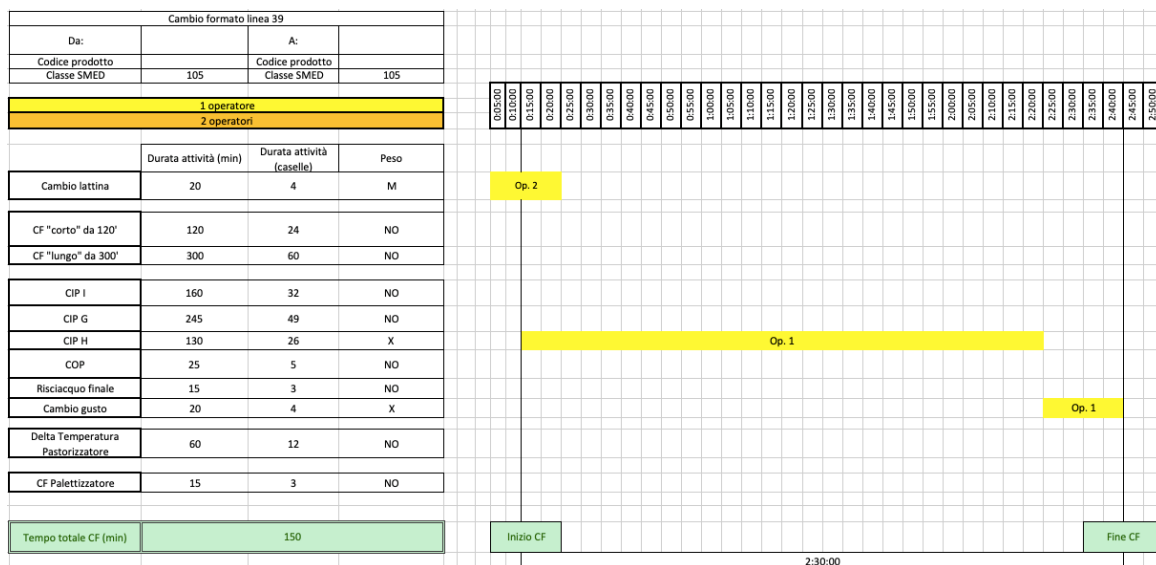 Cambio formato linea 39
Da: A:
Codice prodotto Codice prodotto
Classe SMED 105 Classe SMED 105
1 operatore
2 operatori
0:05:00 0:10:00 0:15:00 0:20:00 0:25:00 0:30:00 0:35:00 0:40:00 0:45:00 0:50:00 0:55:00 1:00:00 1:05:00 1:10:00 1:15:00 1:20:00 1:25:00 1:30:00 1:35:00 1:40:00 1:45:00 1:50:00 1:55:00 2:00:00 2:05:00 2:10:00 2:15:00 2:20:00 2:25:00 2:30:00 2:35:00 2:40:00 2:45:00 2:50:00
Durata attività (min) Durata attività (caselle) Peso
Cambio lattina 20 4 M Op. 2
CF "corto" da 120' 120 24 NO
CF "lungo" da 300' 300 60 NO
CIP I 160 32 NO
CIP G 245 49 NO
CIP H 130 26 X Op. 1
COP 25 5 NO
Risciacquo finale 15 3 NO
Cambio gusto 20 4 X Op. 1
Delta Temperatura Pastorizzatore 60 12 NO
CF Palettizzatore 15 3 NO
Tempo totale CF (min) 150 Inizio CF Fine CF
2:30:00